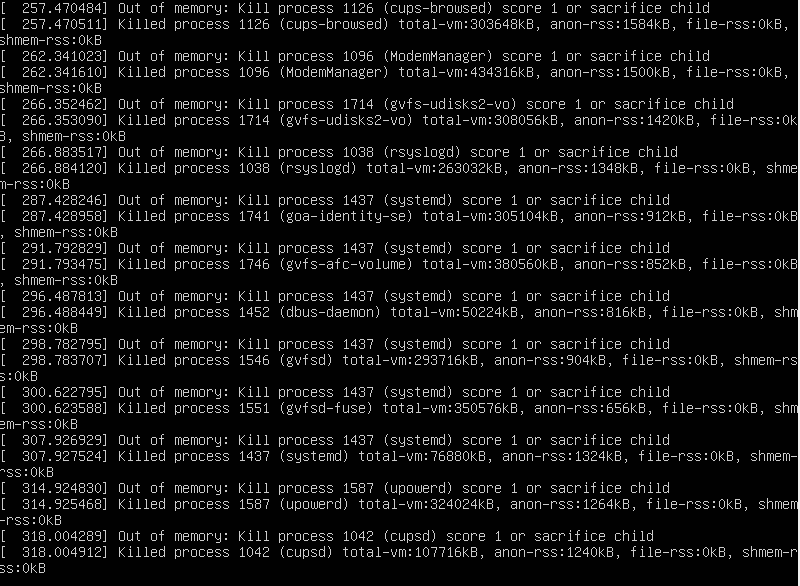 [  257.470484] Out of memory: Kill process 1126 (cups-browsed) score 1 or sacrifice child
[  257.470511] Killed process 1126 (cups-browsed) total-vm:303648kB, anon-rss:1584kB, file-rss:0kB,
shmem-rss:0kB
[  262.341023] Out of memory: Kill process 1096 (ModemManager) score 1 or sacrifice child
[  262.341610] Killed process 1096 (ModemManager) total-vm:434316kB, anon-rss:1500kB, file-rss:0kB,
shmem-rss:0kB
[  266.352462] Out of memory: Kill process 1714 (gvfs-udisks2-vo) score 1 or sacrifice child
[  266.353090] Killed process 1714 (gvfs-udisks2-vo) total-vm:308056kB, anon-rss:1420kB, file-rss:0k
B, shmem-rss:0kB
[  266.883517] Out of memory: Kill process 1038 (rsyslogd) score 1 or sacrifice child
[  266.884120] Killed process 1038 (rsyslogd) total-vm:263032kB, anon-rss:1348kB, file-rss:0kB, shme
m-rss:0kB
[  287.428246] Out of memory: Kill process 1437 (systemd) score 1 or sacrifice child
[  287.428958] Killed process 1741 (goa-identity-se) total-vm:305104kB, anon-rss:912kB, file-rss:0kB
, shmem-rss:0kB
[  291.792829] Out of memory: Kill process 1437 (systemd) score 1 or sacrifice child
[  291.793475] Killed process 1746 (gvfs-afc-volume) total-vm:380560kB, anon-rss:852kB, file-rss:0kB
, shmem-rss:0kB
[  296.487813] Out of memory: Kill process 1437 (systemd) score 1 or sacrifice child
[  296.488449] Killed process 1452 (dbus-daemon) total-vm:50224kB, anon-rss:816kB, file-rss:0kB, shm
em-rss:0kB
[  298.782795] Out of memory: Kill process 1437 (systemd) score 1 or sacrifice child
[  298.783707] Killed process 1546 (gvfsd) total-vm:293716kB, anon-rss:904kB, file-rss:0kB, shmem-rs
s:0kB
[  300.622795] Out of memory: Kill process 1437 (systemd) score 1 or sacrifice child
[  300.623588] Killed process 1551 (gvfsd-fuse) total-vm:350576kB, anon-rss:656kB, file-rss:0kB, shm
em-rss:0kB
[  307.926929] Out of memory: Kill process 1437 (systemd) score 1 or sacrifice child
[  307.927524] Killed process 1437 (systemd) total-vm:76880kB, anon-rss:1324kB, file-rss:0kB, shmem-
rss:0kB
[  314.924830] Out of memory: Kill process 1587 (upowerd) score 1 or sacrifice child
[  314.925468] Killed process 1587 (upowerd) total-vm:324024kB, anon-rss:1264kB, file-rss:0kB, shmem
-rss:0kB
[  318.004289] Out of memory: Kill process 1042 (cupsd) score 1 or sacrifice child
[  318.004912] Killed process 1042 (cupsd) total-vm:107716kB, anon-rss:1240kB, file-rss:0kB, shmem-r
ss:0kB